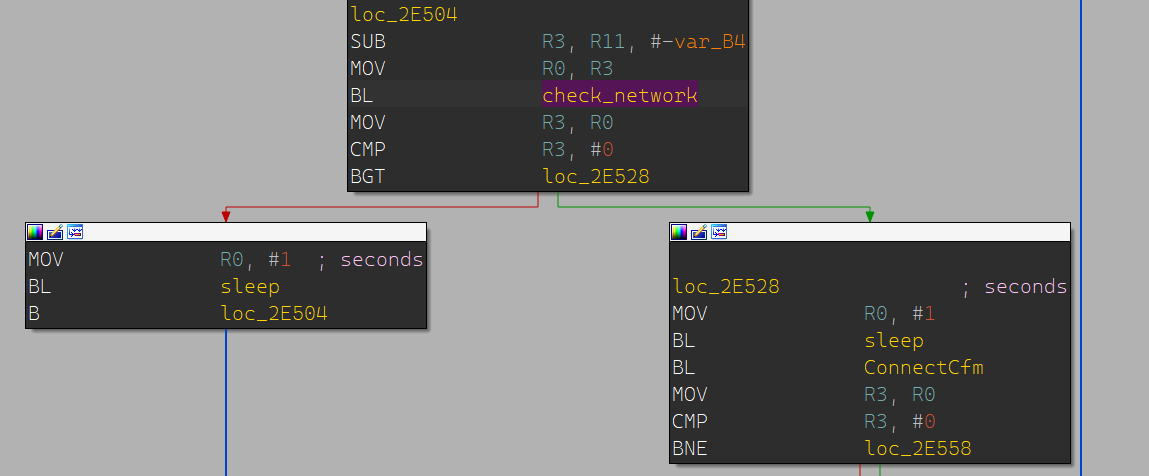 loc_2E504
SUB R3, R11, #-var_B4
MOV R0, R3
BL check_network
MOV R3, R0
CMP R3, #0
BGT loc_2E528
MOV R0, #1 ; seconds
BL sleep
B loc_2E504
loc_2E528 ; seconds
MOV R0, #1
BL sleep
BL ConnectCfm
MOV R3, R0
CMP R3, #0
BNE loc_2E558